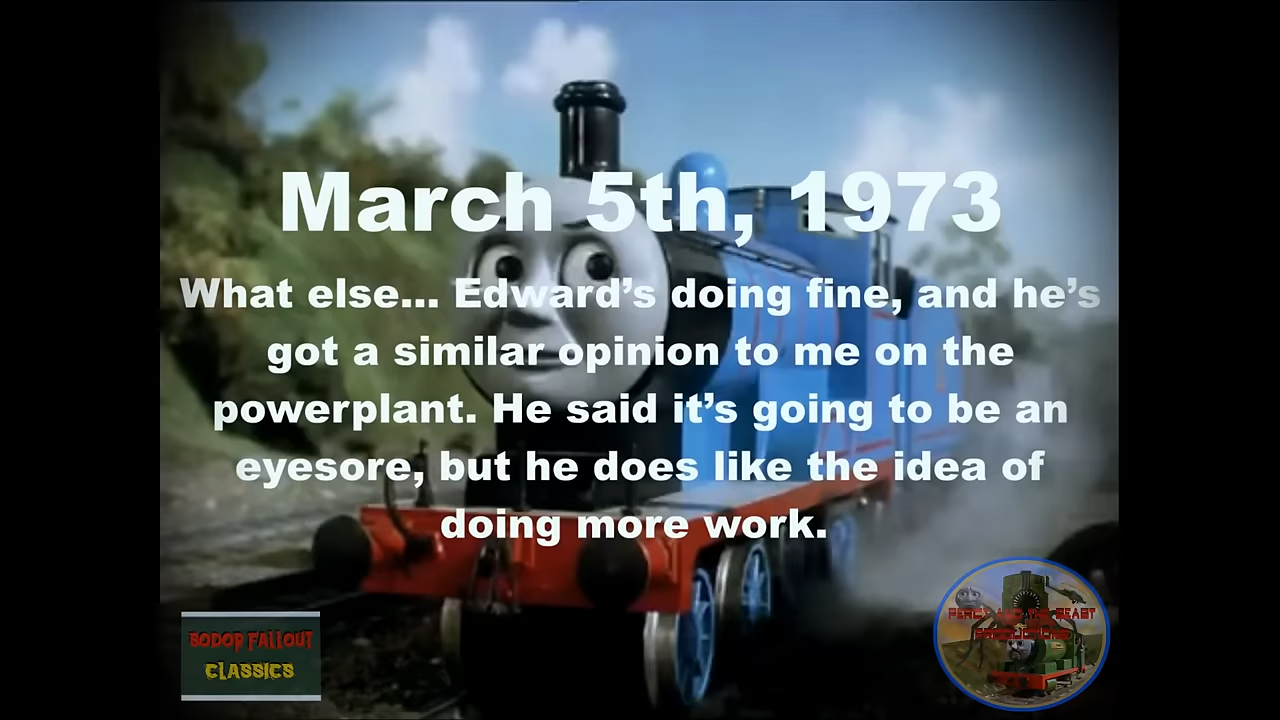 March 5th, 1973
What else... Edward's doing fine, and he's
got a similar opinion to me on the
powerplant. He said it's going to be an
eyesore, but he does like the idea of
doing more work.
SODOR FALLOUT
CLASSICS
PERCY AND THE BEAST
PRODUCTIONS